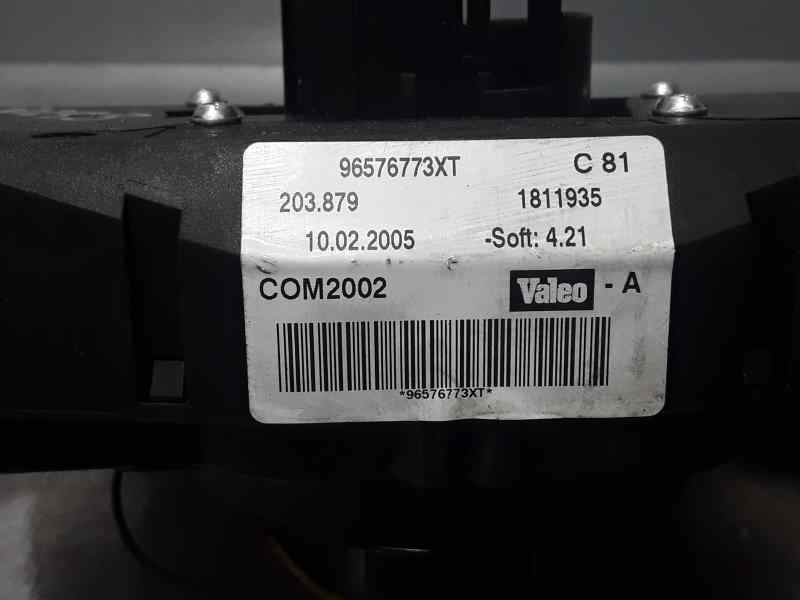 96576773XT C 81
203.879 1811935
10.02.2005 -Soft: 4.21
COM2002 Valeo - A
*96576773XT*